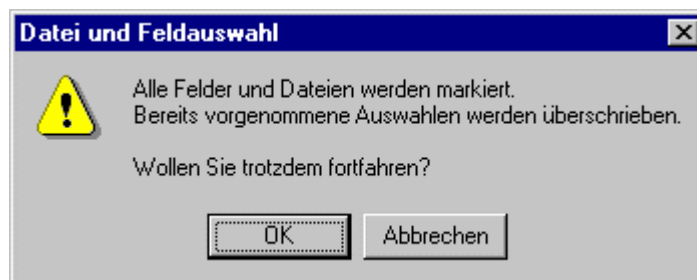 Datei und Feldauswahl
Alle Felder und Dateien werden markiert.
Bereits vorgenommene Auswahlen werden überschrieben.
Wollen Sie trotzdem fortfahren?
OK
Abbrechen